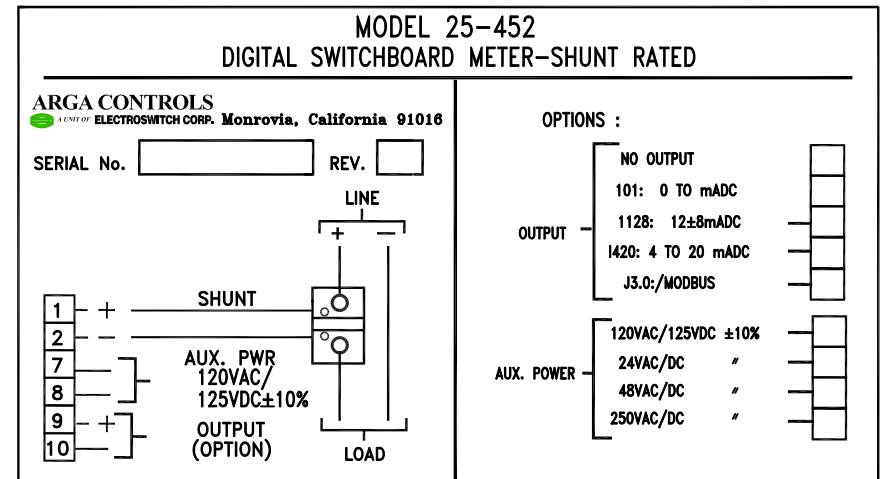 MODEL 25-452
DIGITAL SWITCHBOARD METER-SHUNT RATED
ARGA CONTROLS
A UNIT OF ELECTROSWITCH CORP. Monrovia, California 91016
SERIAL No.
REV.
LINE
+ −
SHUNT
1 +
2 −
7
8
AUX. PWR
120VAC/
125VDC±10%
9 +
10
OUTPUT
(OPTION)
LOAD
OPTIONS :
OUTPUT
NO OUTPUT
101: 0 TO mADC
1128: 12±8mADC
I420: 4 TO 20 mADC
J3.0:/MODBUS
AUX. POWER
120VAC/125VDC ±10%
24VAC/DC "
48VAC/DC "
250VAC/DC "